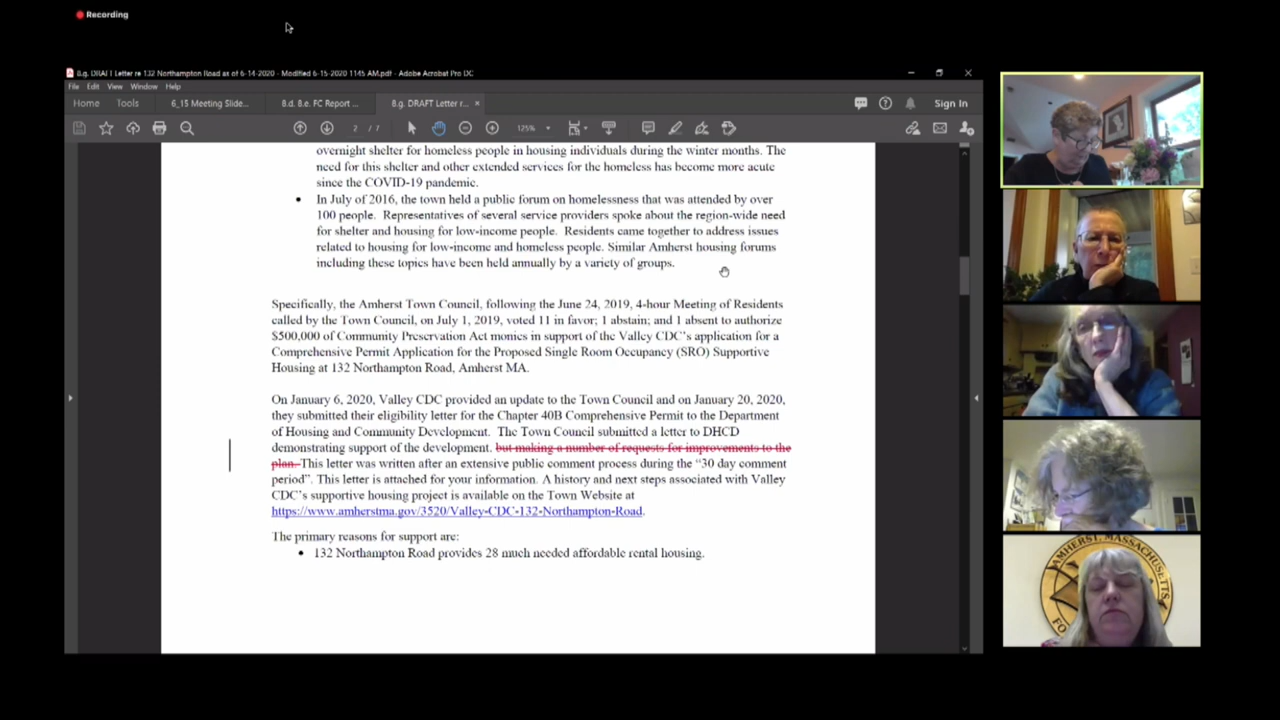 Recording
8.g. DRAFT Letter re 132 Northampton Road as of 6-14-2020 - Modified 6-15-2020 1145 AM.pdf - Adobe Acrobat Pro DC
File Edit View Window Help
Home Tools 6_15 Meeting Slide... 8.d. 8.e. FC Report ... 8.g. DRAFT Letter r... × Sign In
2 / 7 125%
overnight shelter for homeless people in housing individuals during the winter months. The
need for this shelter and other extended services for the homeless has become more acute
since the COVID-19 pandemic.
• In July of 2016, the town held a public forum on homelessness that was attended by over
100 people. Representatives of several service providers spoke about the region-wide need
for shelter and housing for low-income people. Residents came together to address issues
related to housing for low-income and homeless people. Similar Amherst housing forums
including these topics have been held annually by a variety of groups.
Specifically, the Amherst Town Council, following the June 24, 2019, 4-hour Meeting of Residents
called by the Town Council, on July 1, 2019, voted 11 in favor; 1 abstain; and 1 absent to authorize
$500,000 of Community Preservation Act monies in support of the Valley CDC's application for a
Comprehensive Permit Application for the Proposed Single Room Occupancy (SRO) Supportive
Housing at 132 Northampton Road, Amherst MA.
On January 6, 2020, Valley CDC provided an update to the Town Council and on January 20, 2020,
they submitted their eligibility letter for the Chapter 40B Comprehensive Permit to the Department
of Housing and Community Development. The Town Council submitted a letter to DHCD
demonstrating support of the development. but making a number of requests for improvements to the
plan. This letter was written after an extensive public comment process during the “30 day comment
period”. This letter is attached for your information. A history and next steps associated with Valley
CDC's supportive housing project is available on the Town Website at
https://www.amherstma.gov/3520/Valley-CDC-132-Northampton-Road.
The primary reasons for support are:
• 132 Northampton Road provides 28 much needed affordable rental housing.
AMHERST, MASSACHUSETTS